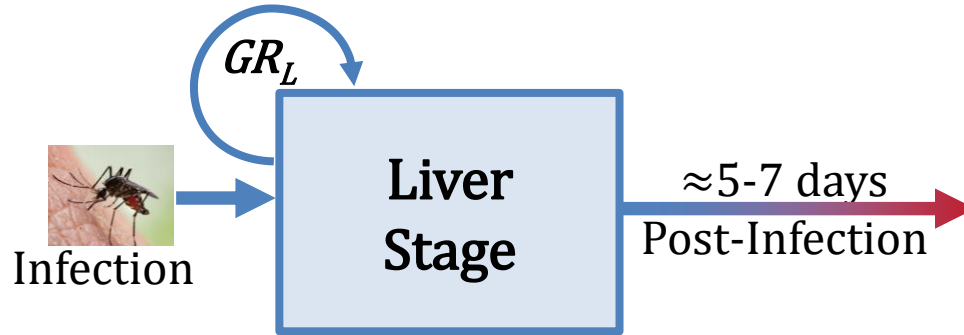 GR_L
Infection
Liver
Stage
≈5-7 days
Post-Infection